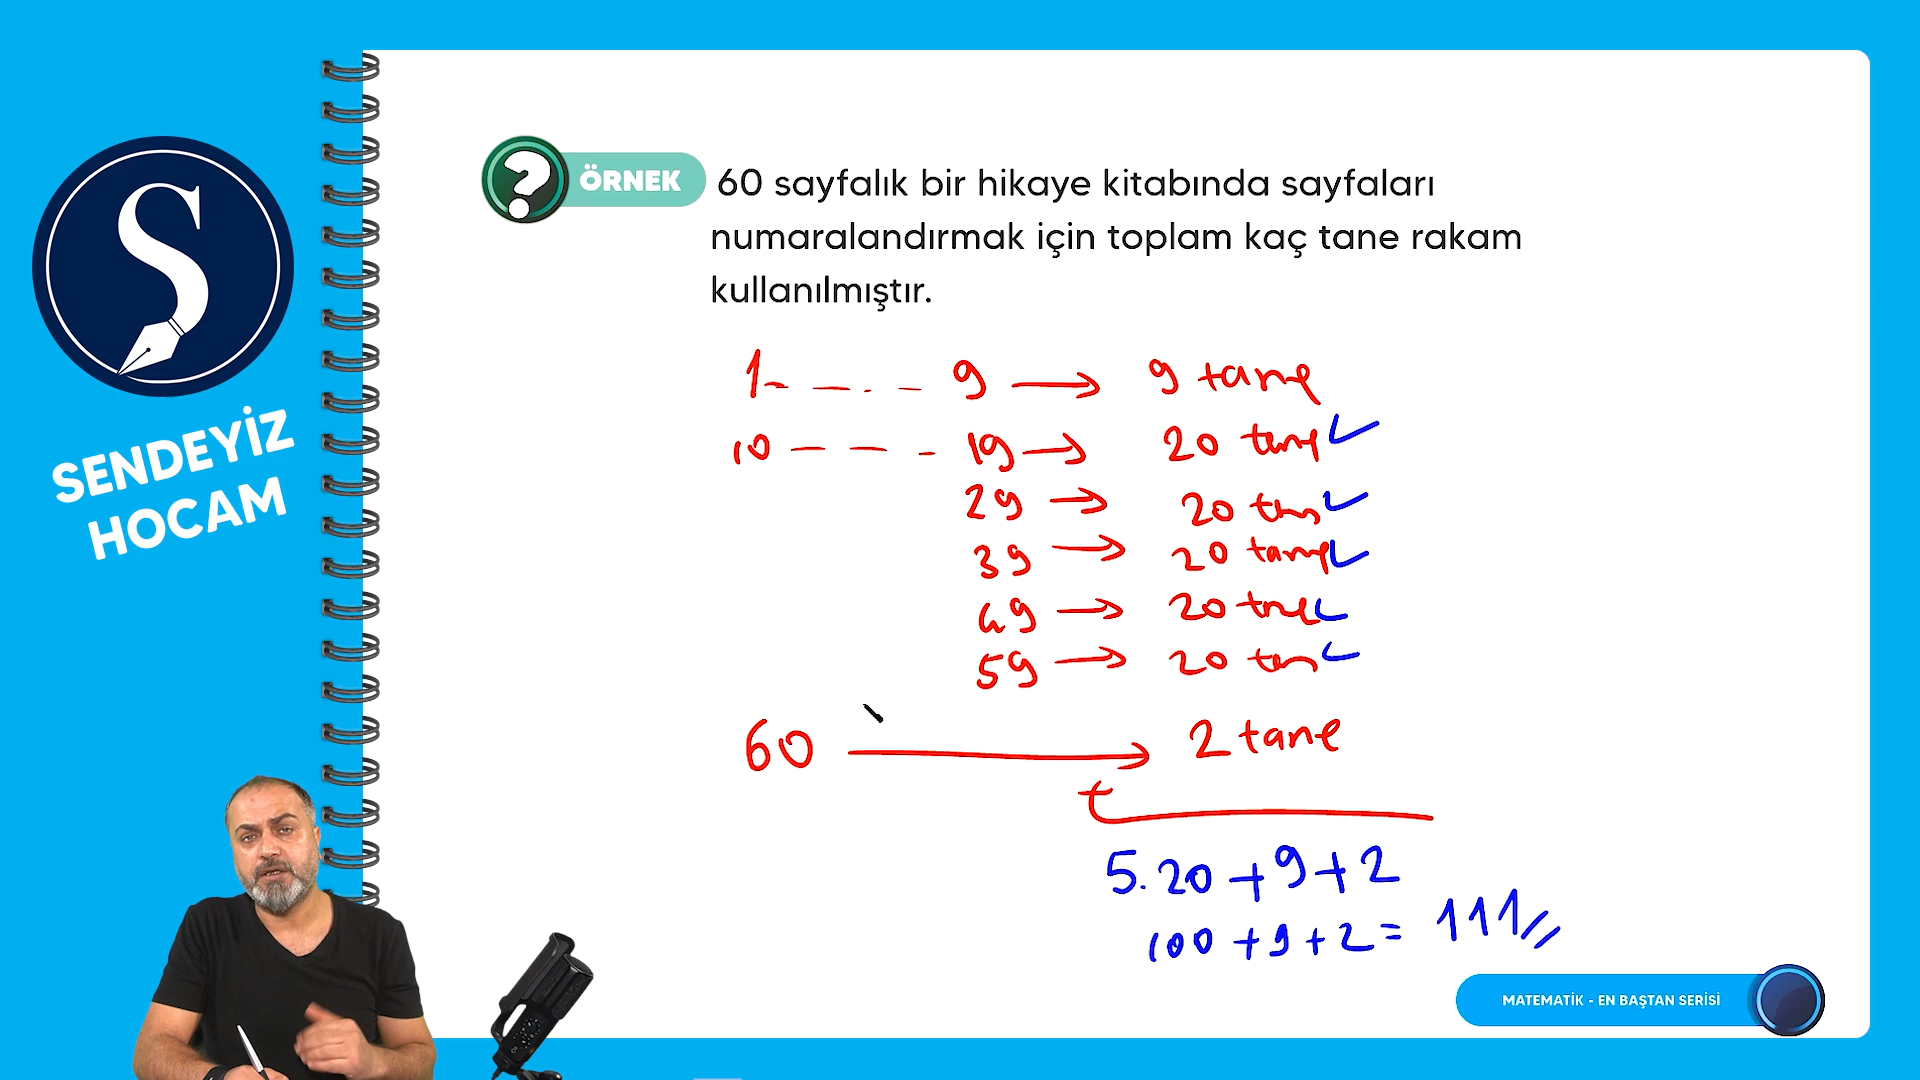 SENDEYİZ
HOCAM
ÖRNEK
60 sayfalık bir hikaye kitabında sayfaları
numaralandırmak için toplam kaç tane rakam
kullanılmıştır.
1 - - . - 9 → 9 tane
10 - - - 19 → 20 tane ✓
29 → 20 tane ✓
39 → 20 tane ✓
49 → 20 tane ✓
59 → 20 tane ✓
60 → 2 tane
5.20+9+2
100+9+2= 111//
MATEMATİK - EN BAŞTAN SERİSİ